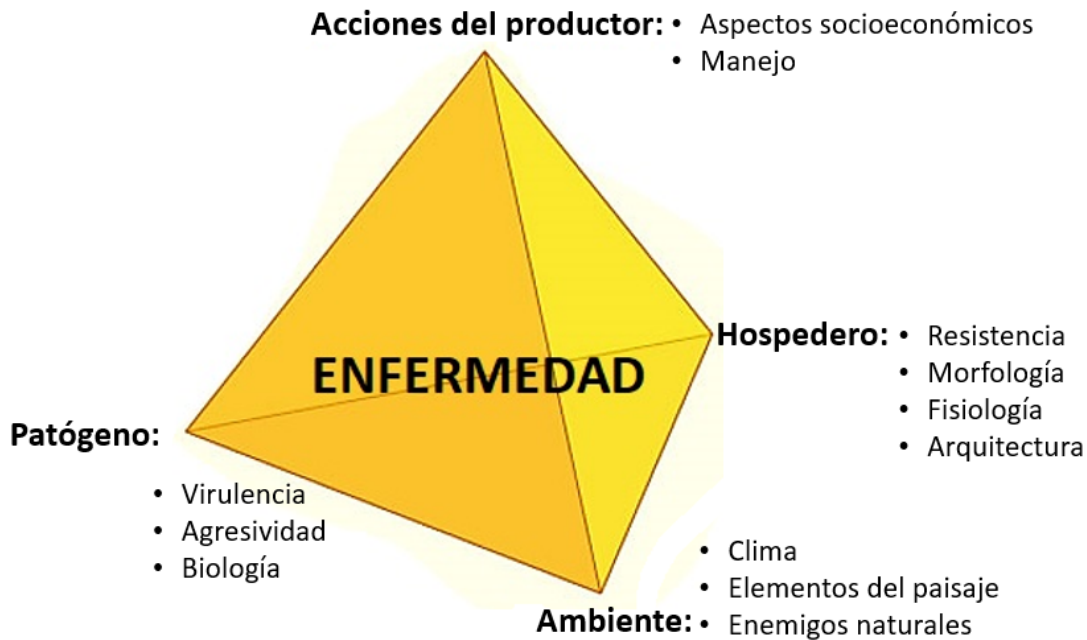 Acciones del productor: • Aspectos socioeconómicos
• Manejo
Hospedero: • Resistencia
• Morfología
• Fisiología
• Arquitectura
ENFERMEDAD
Patógeno:
• Virulencia
• Agresividad
• Biología
• Clima
• Elementos del paisaje
Ambiente: • Enemigos naturales